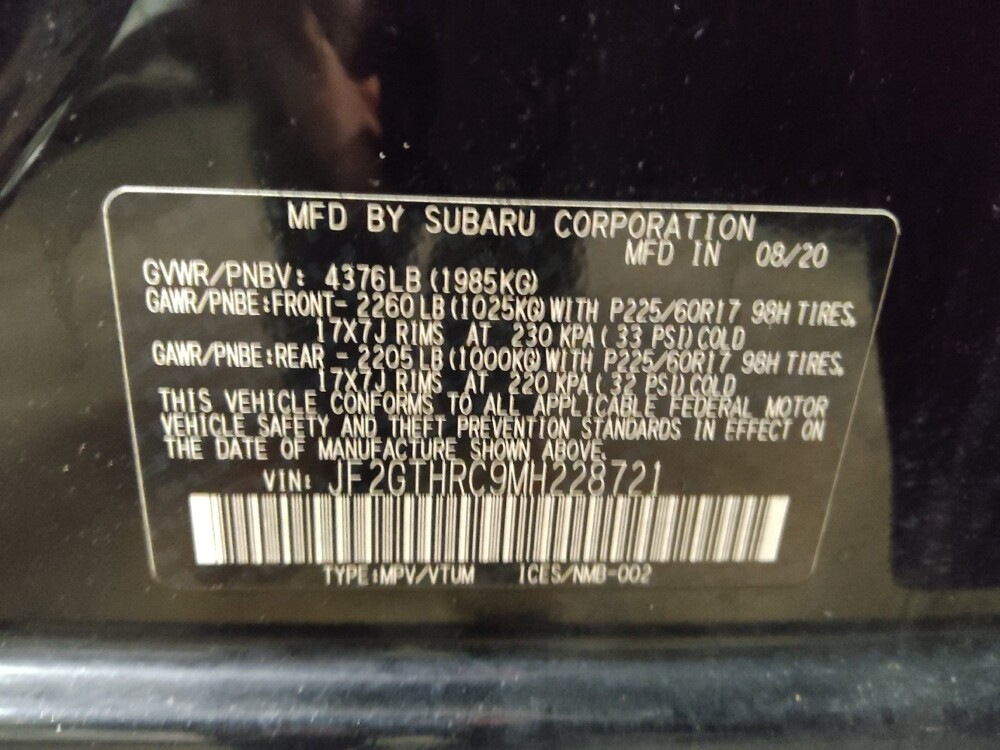 MFD BY SUBARU CORPORATION
MFD IN 08/20
GVWR/PNBV: 4376LB (1985KG)
GAWR/PNBE:FRONT- 2260 LB (1025KG) WITH P225/60R17 98H TIRES,
17X7J RIMS AT 230 KPA ( 33 PSI) COLD
GAWR/PNBE:REAR - 2205 LB (1000KG) WITH P225/60R17 98H TIRES,
17X7J RIMS AT 220 KPA ( 32 PSI) COLD
THIS VEHICLE CONFORMS TO ALL APPLICABLE FEDERAL MOTOR
VEHICLE SAFETY AND THEFT PREVENTION STANDARDS IN EFFECT ON
THE DATE OF MANUFACTURE SHOWN ABOVE.
VIN: JF2GTHRC9MH228721
TYPE:MPV/VTUM ICES/NMB-002